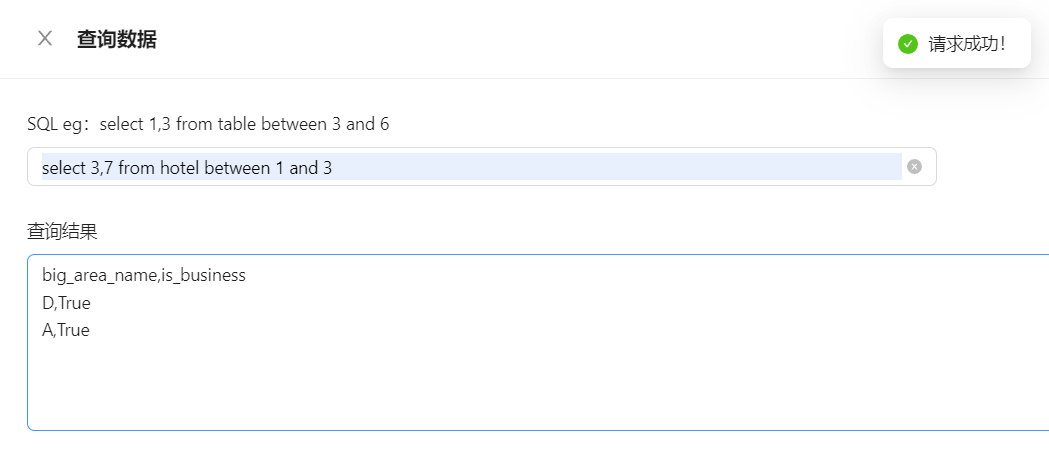 查询数据
请求成功！
SQL eg：select 1,3 from table between 3 and 6
select 3,7 from hotel between 1 and 3
查询结果
big_area_name,is_business
D,True
A,True